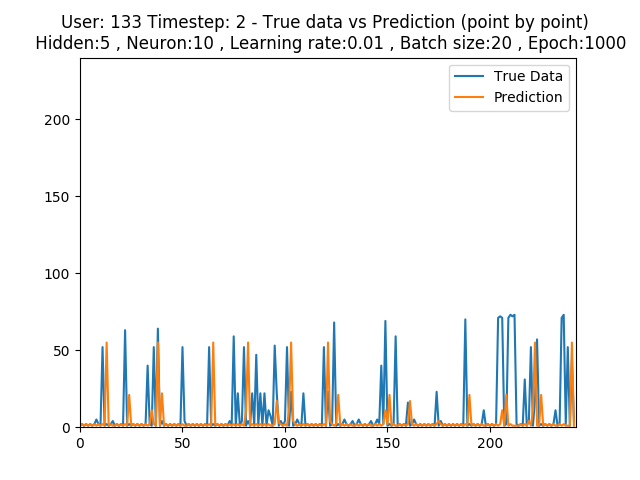 User: 133 Timestep: 2 - True data vs Prediction (point by point)
Hidden:5 , Neuron:10 , Learning rate:0.01 , Batch size:20 , Epoch:1000
True Data
Prediction
200
150
100
50
0
0 50 100 150 200